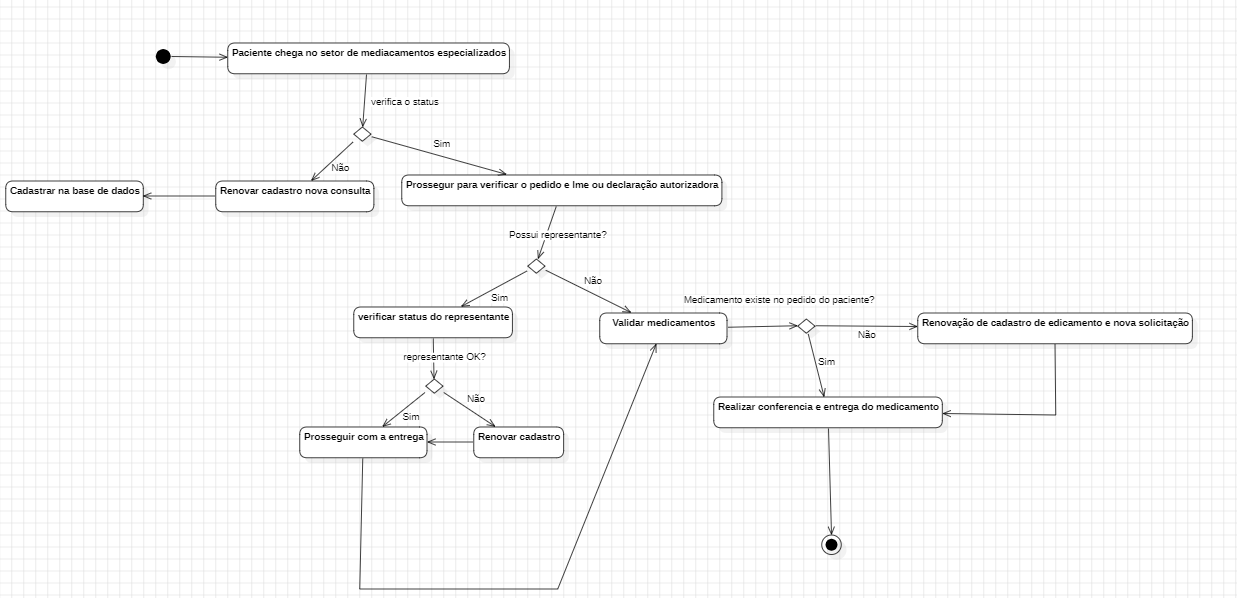 Paciente chega no setor de mediacamentos especializados
verifica o status
Sim
Não
Cadastrar na base de dados
Renovar cadastro nova consulta
Prossegur para verificar o pedido e lme ou declaração autorizadora
Possui representante?
Sim
Não
Medicamento existe no pedido do paciente?
verificar status do representante
Validar medicamentos
Renovação de cadastro de edicamento e nova solicitação
Não
representante OK?
Sim
Não
Sim
Realizar conferencia e entrega do medicamento
Prosseguir com a entrega
Renovar cadastro